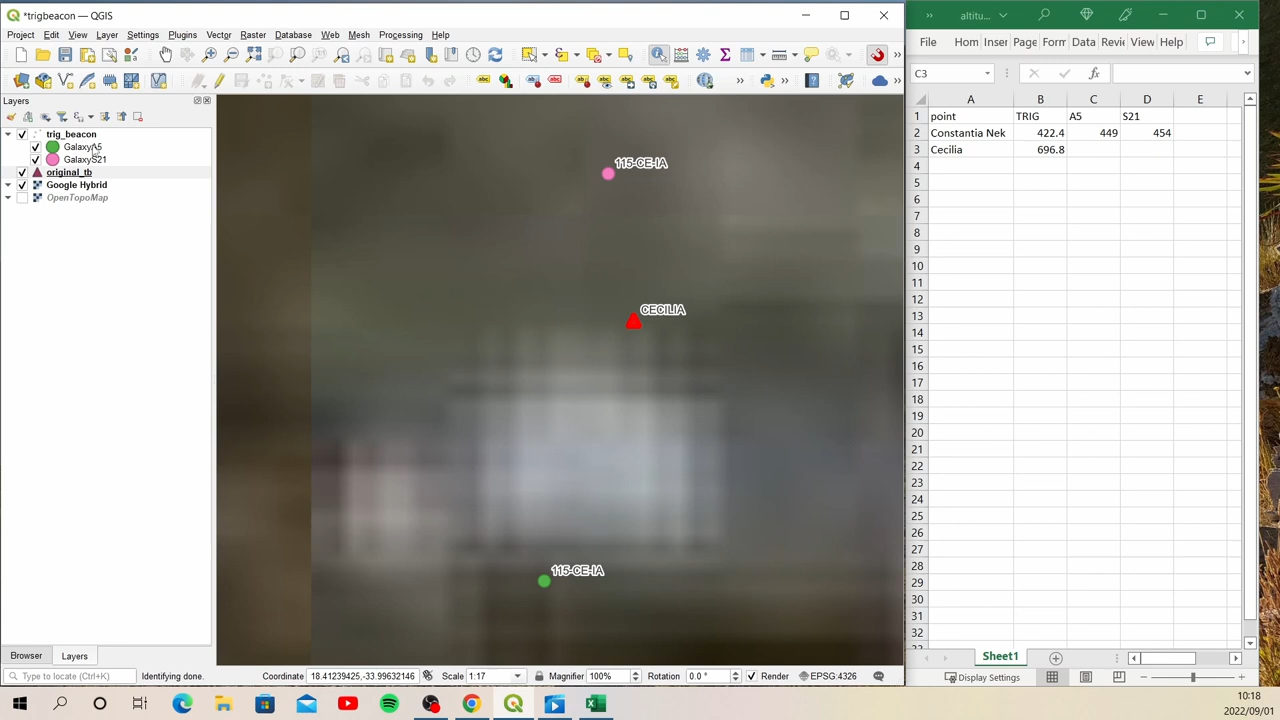 *trigbeacon — QGIS
Project Edit View Layer Settings Plugins Vector Raster Database Web Mesh Processing Help
Layers
trig_beacon
GalaxyA5
GalaxyS21
original_tb
Google Hybrid
OpenTopoMap
115-CE-IA
CECILIA
115-CE-IA
Browser Layers
Type to locate (Ctrl+K) Identifying done. Coordinate 18.41239425,-33.99632146 Scale 1:17 Magnifier 100% Rotation 0.0 ° Render EPSG:4326
altitu...
File Hom Inser Page Form Data Revi View Help
C3
A B C D E
1 point TRIG A5 S21
2 Constantia Nek 422.4 449 454
3 Cecilia 696.8
4
5
6
7
8
9
10
11
12
13
14
15
16
17
18
19
20
21
22
23
24
25
26
27
28
29
30
31
32
Sheet1
Display Settings
10:18
2022/09/01